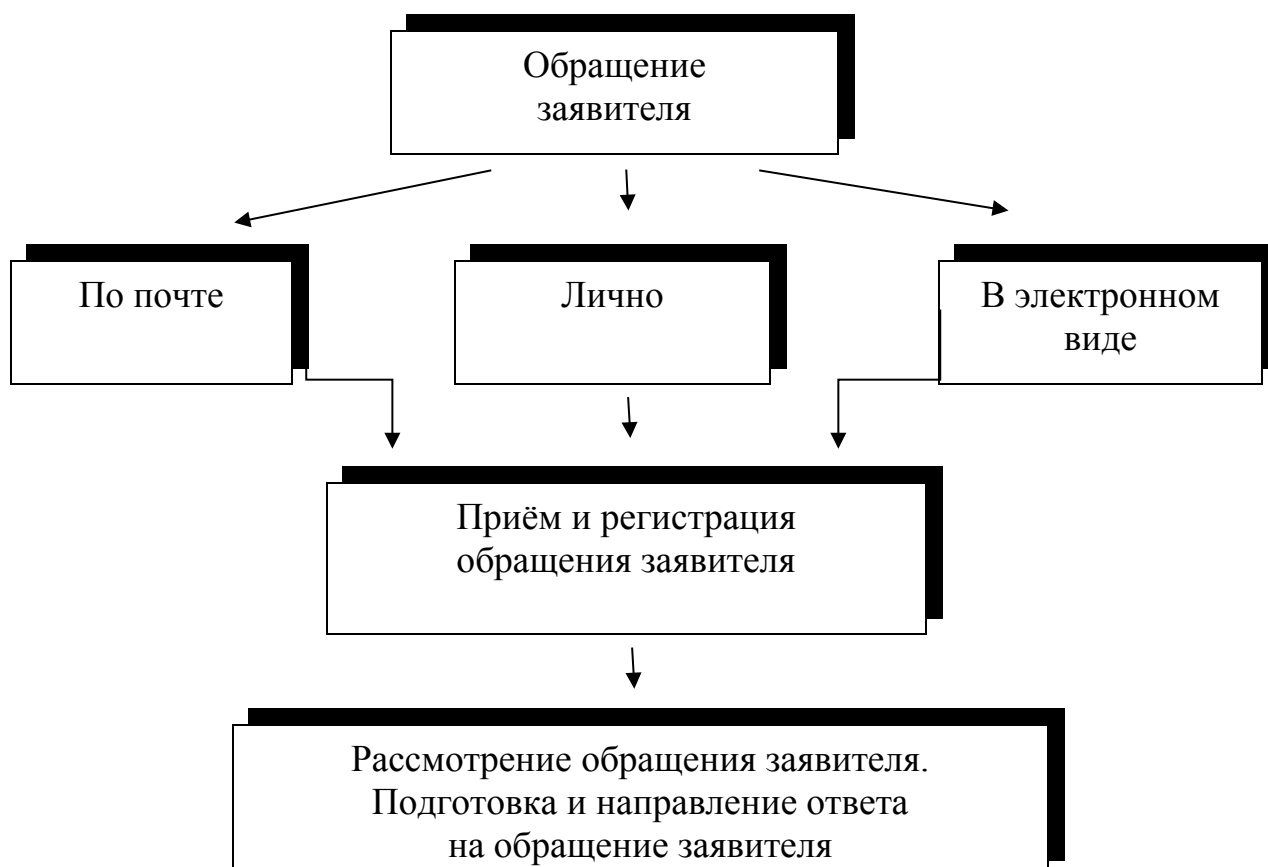 Обращение
заявителя
По почте
Лично
В электронном
виде
Приём и регистрация
обращения заявителя
Рассмотрение обращения заявителя.
Подготовка и направление ответа
на обращение заявителя